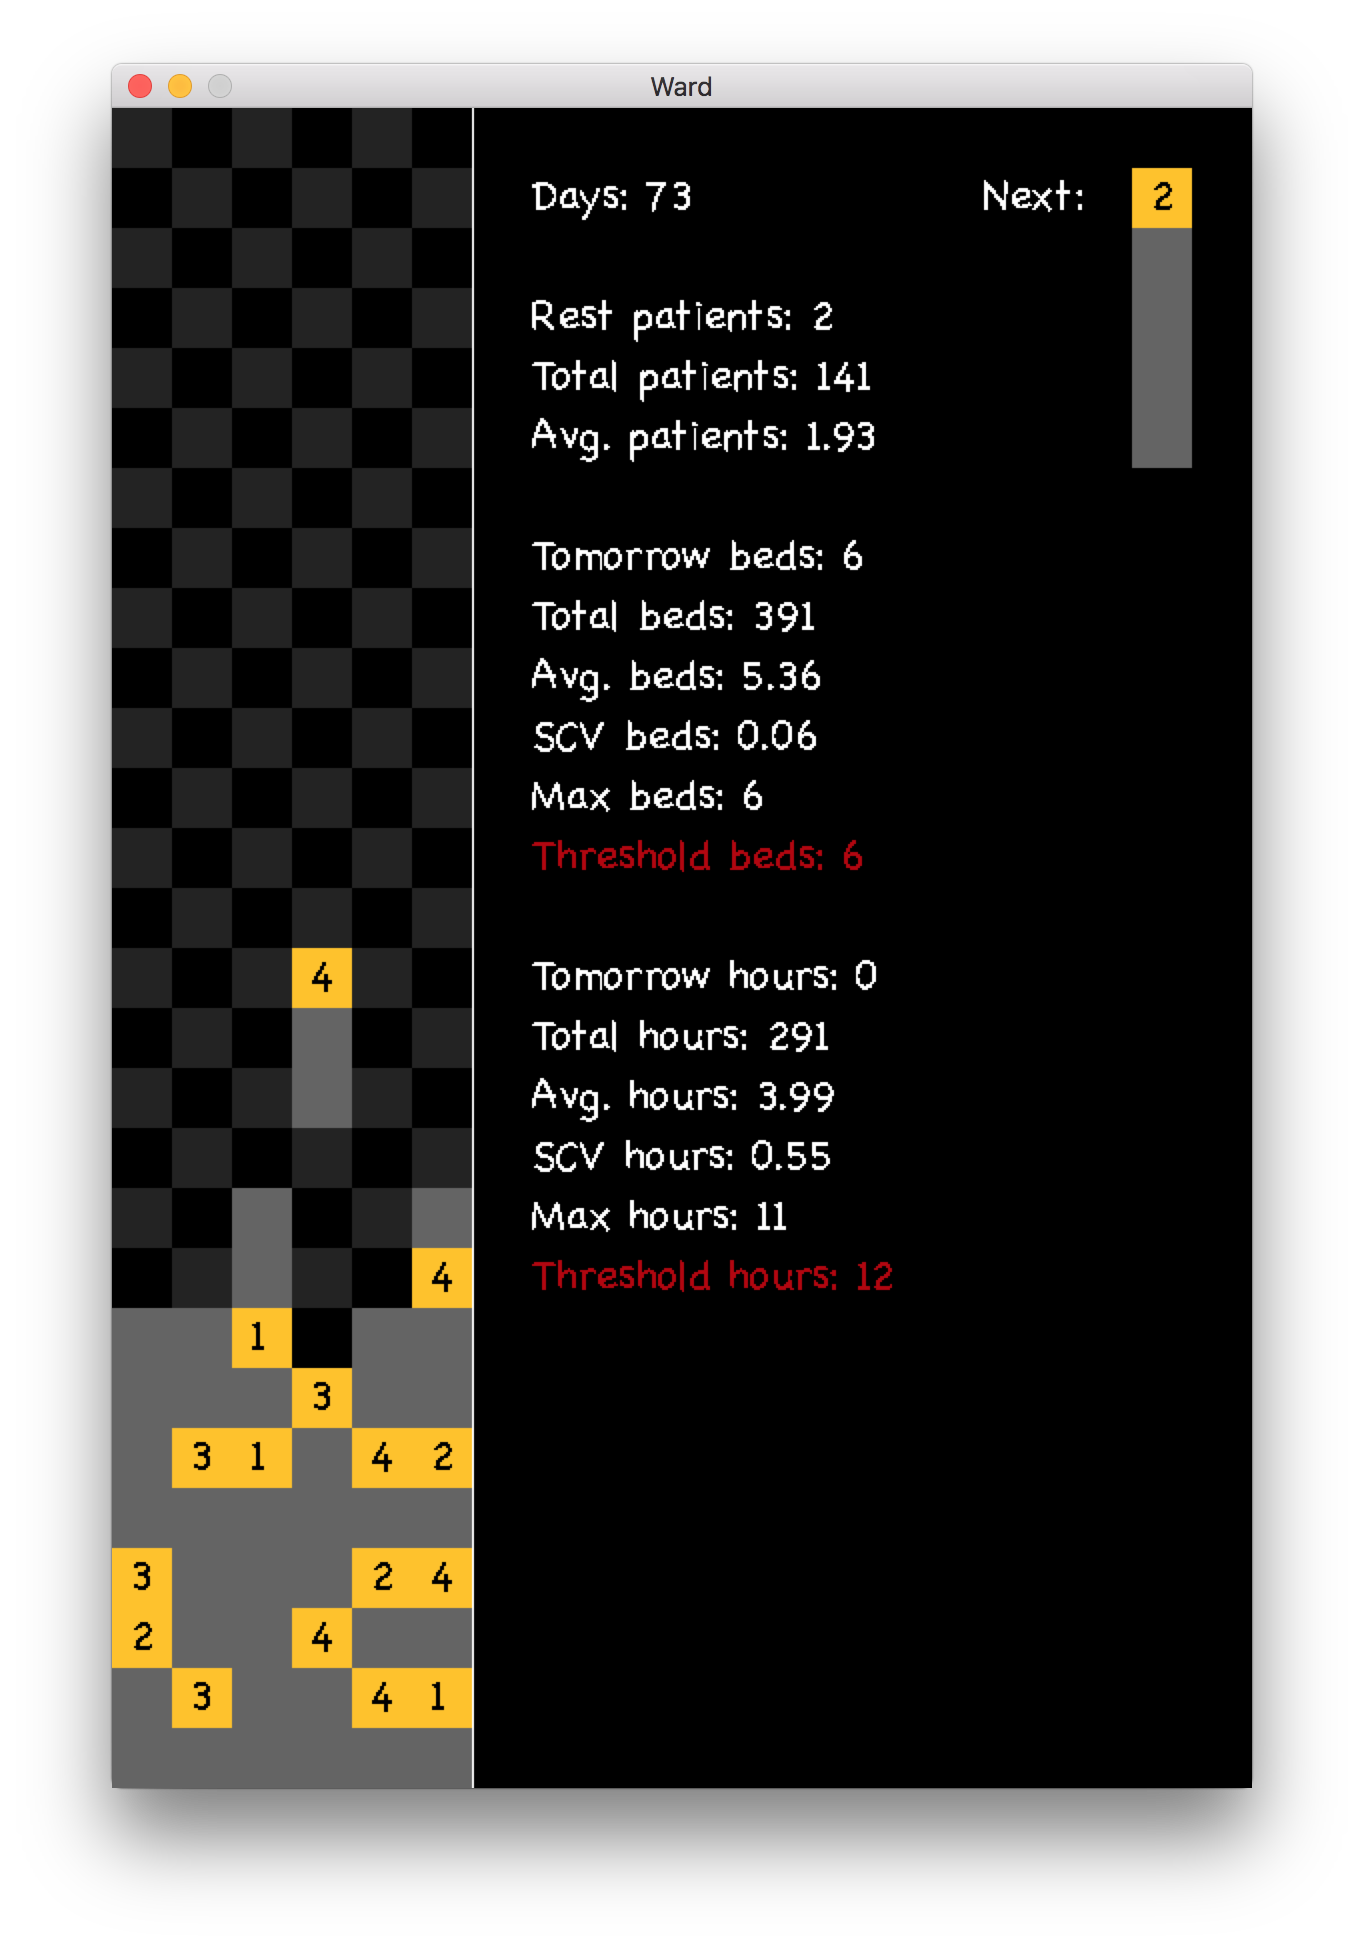 Ward
Days: 73
Next: 2
Rest patients: 2
Total patients: 141
Avg. patients: 1.93
Tomorrow beds: 6
Total beds: 391
Avg. beds: 5.36
SCV beds: 0.06
Max beds: 6
Threshold beds: 6
4
Tomorrow hours: 0
Total hours: 291
Avg. hours: 3.99
SCV hours: 0.55
Max hours: 11
Threshold hours: 12
4
1
3
3 1 4 2
3 2 4
2 4
3 4 1